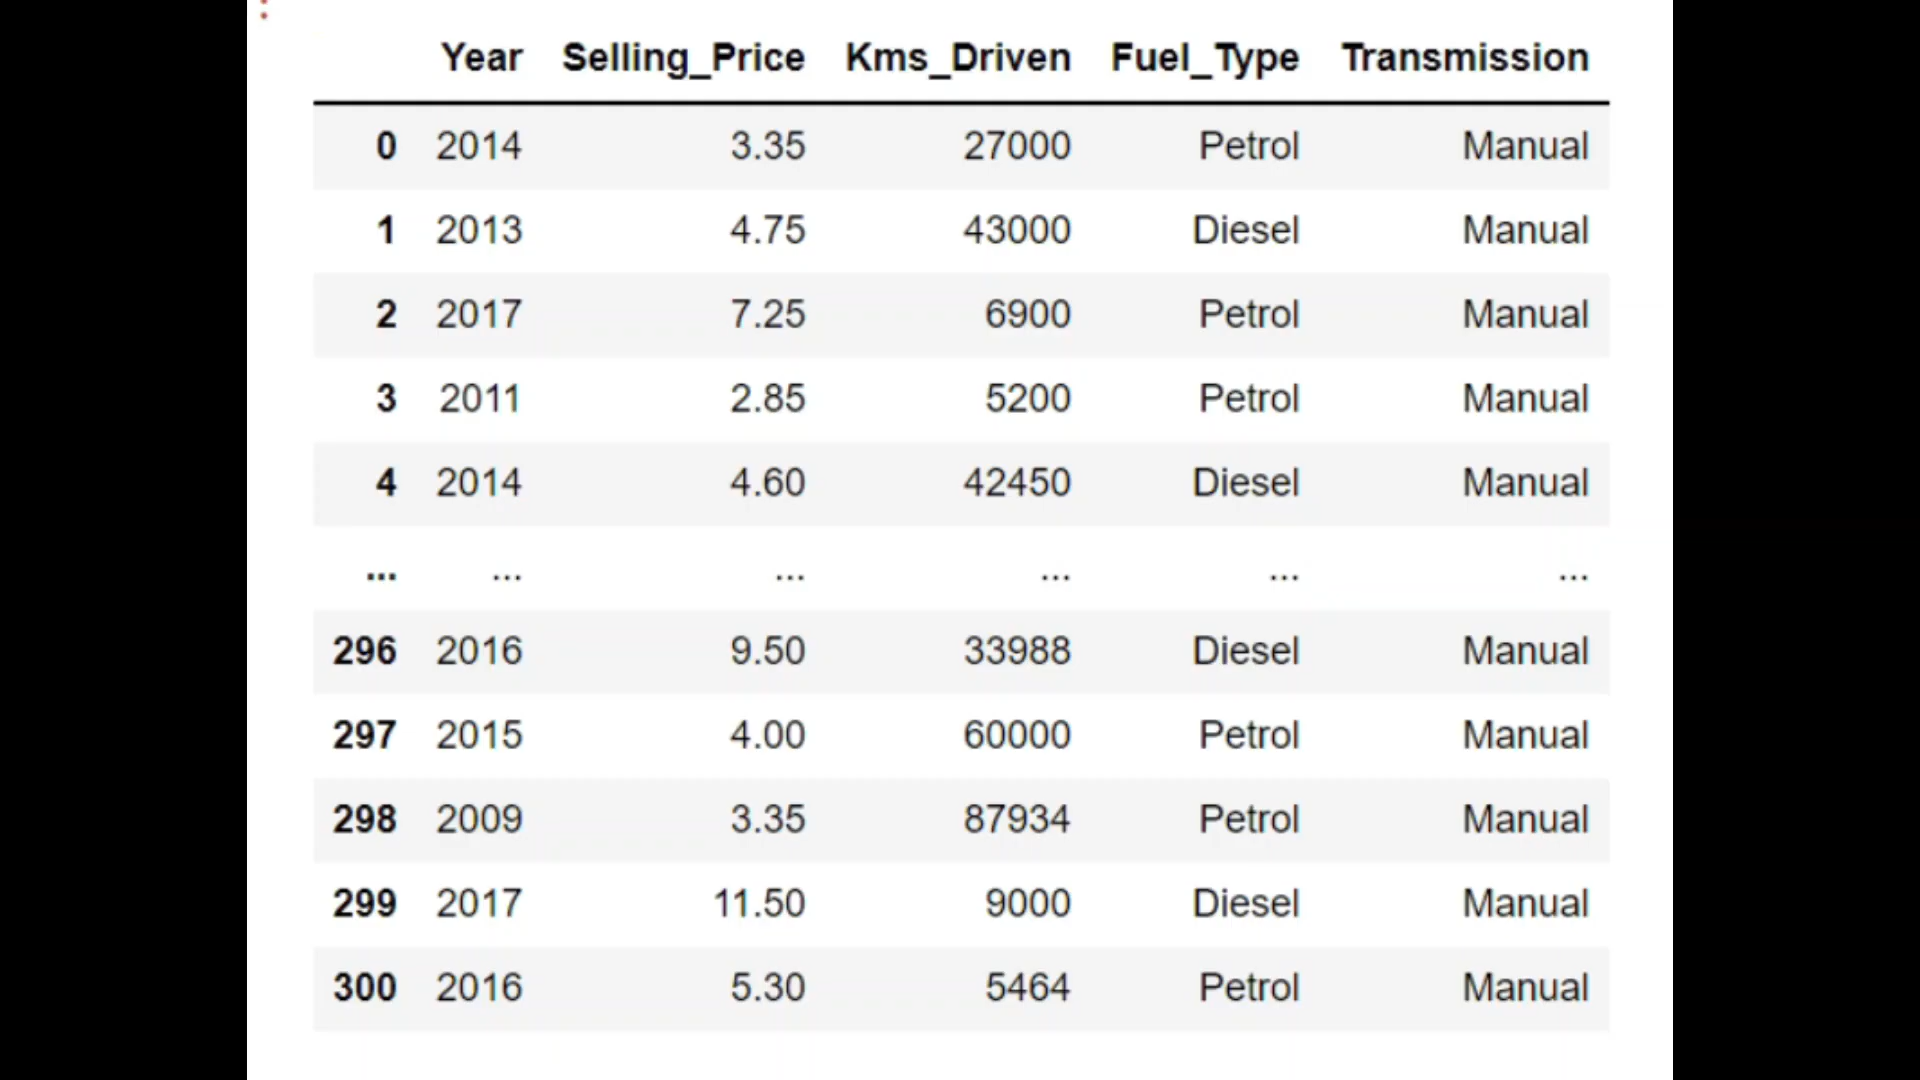 Year Selling_Price Kms_Driven Fuel_Type Transmission
0 2014 3.35 27000 Petrol Manual
1 2013 4.75 43000 Diesel Manual
2 2017 7.25 6900 Petrol Manual
3 2011 2.85 5200 Petrol Manual
4 2014 4.60 42450 Diesel Manual
... ... ... ... ... ...
296 2016 9.50 33988 Diesel Manual
297 2015 4.00 60000 Petrol Manual
298 2009 3.35 87934 Petrol Manual
299 2017 11.50 9000 Diesel Manual
300 2016 5.30 5464 Petrol Manual